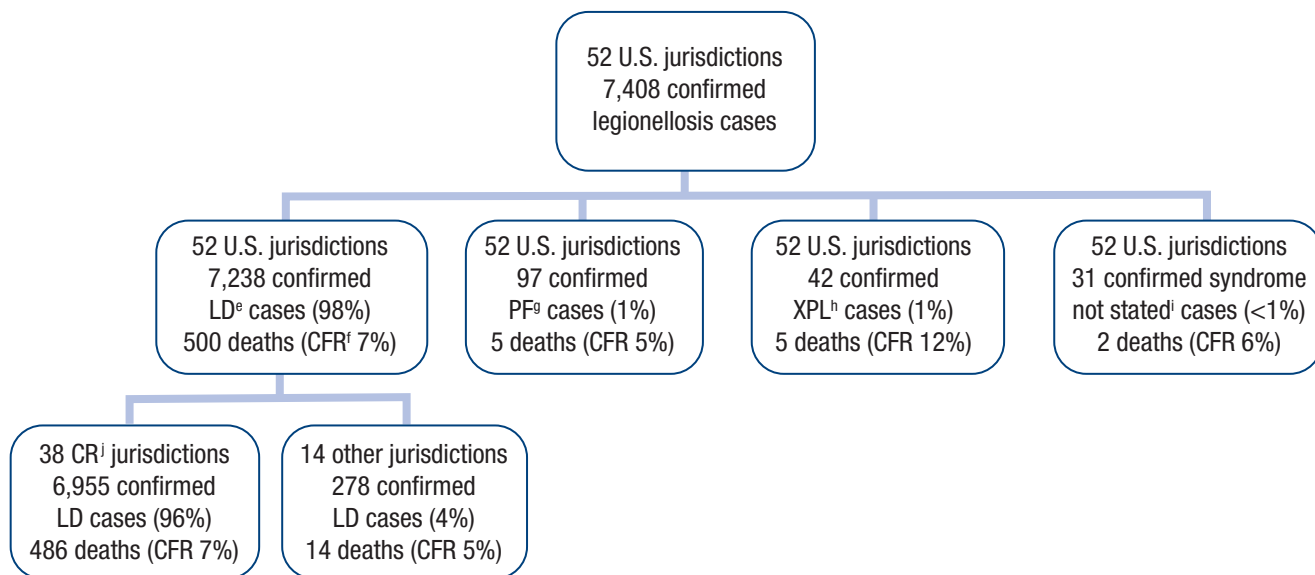 52 U.S. jurisdictions
7,408 confirmed
legionellosis cases
52 U.S. jurisdictions
7,238 confirmed
LDᵉ cases (98%)
500 deaths (CFRᶠ 7%)
52 U.S. jurisdictions
97 confirmed
PFᵍ cases (1%)
5 deaths (CFR 5%)
52 U.S. jurisdictions
42 confirmed
XPLʰ cases (1%)
5 deaths (CFR 12%)
52 U.S. jurisdictions
31 confirmed syndrome
not statedⁱ cases (<1%)
2 deaths (CFR 6%)
38 CRʲ jurisdictions
6,955 confirmed
LD cases (96%)
486 deaths (CFR 7%)
14 other jurisdictions
278 confirmed
LD cases (4%)
14 deaths (CFR 5%)